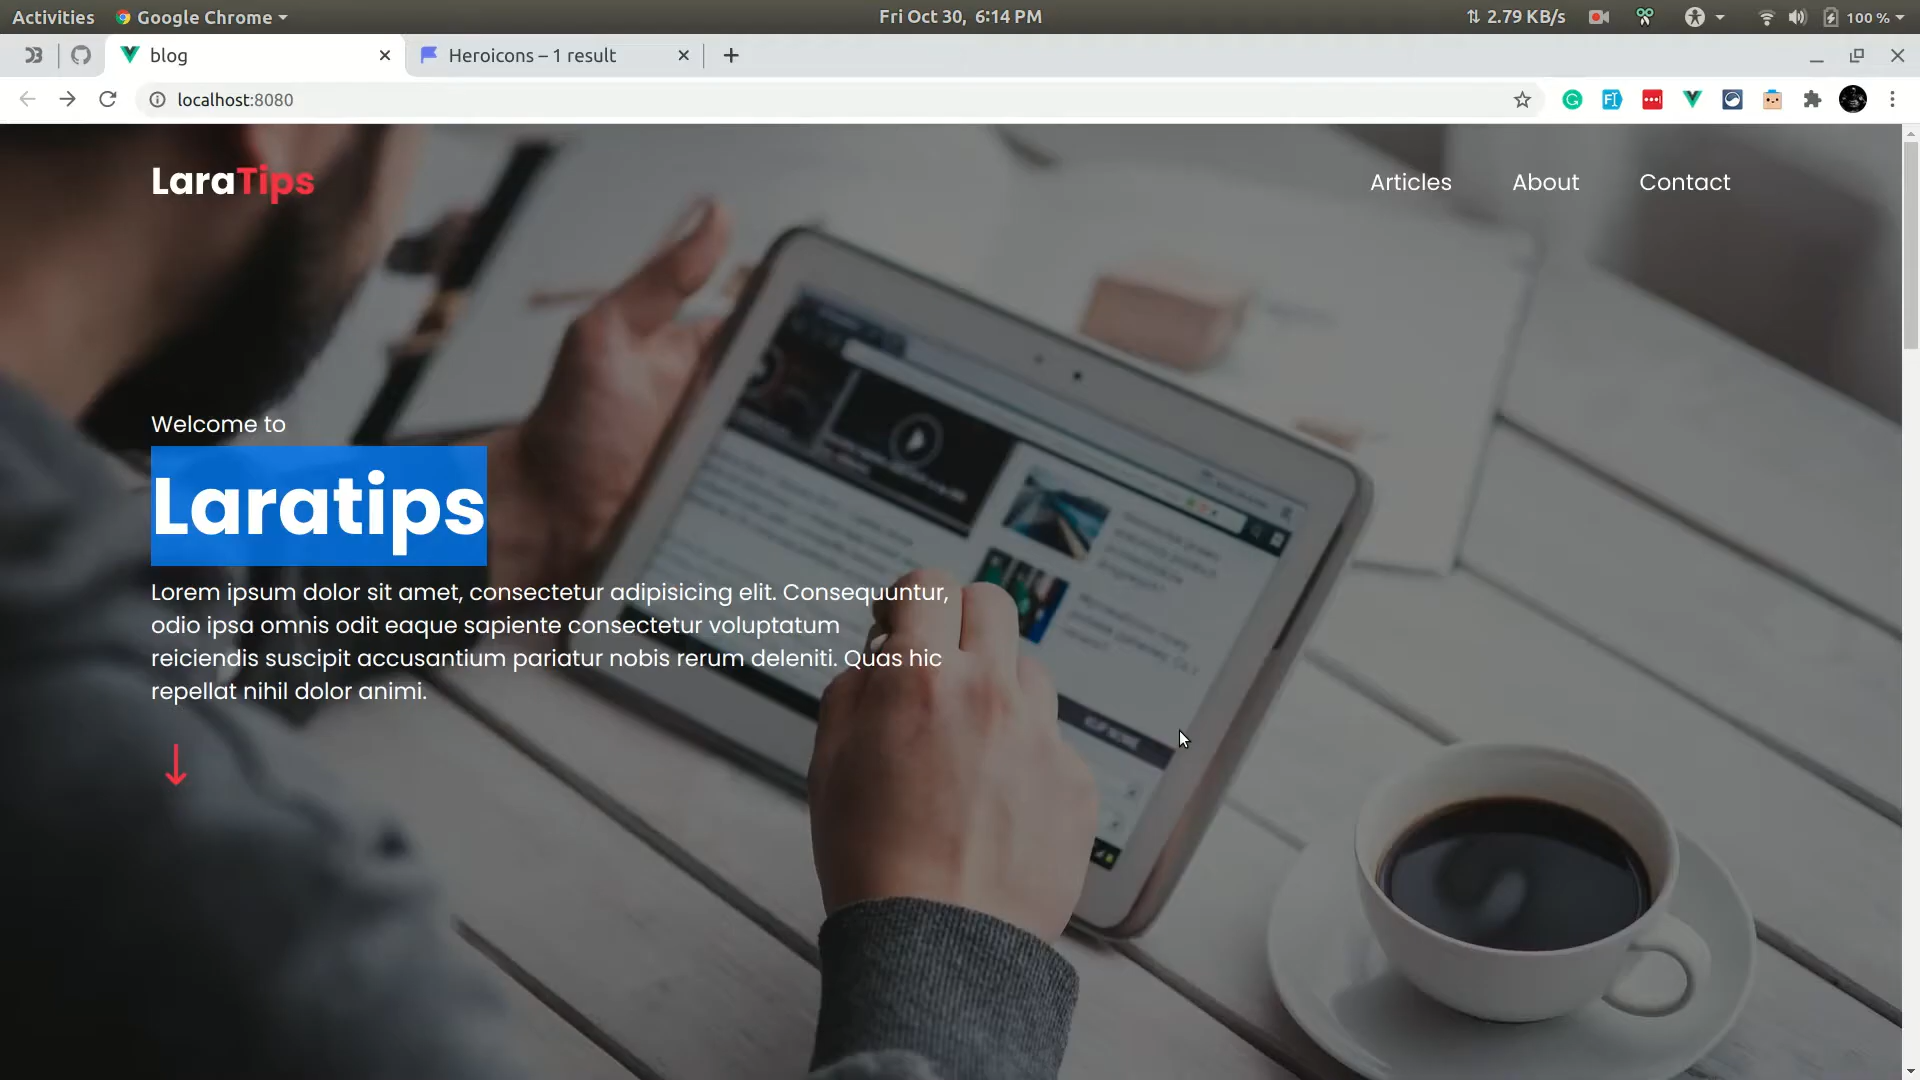 Activities Google Chrome Fri Oct 30, 6:14 PM 2.79 KB/s 100 %
blog Heroicons – 1 result
localhost:8080
LaraTips Articles About Contact
Welcome to
Laratips
Lorem ipsum dolor sit amet, consectetur adipisicing elit. Consequuntur,
odio ipsa omnis odit eaque sapiente consectetur voluptatum
reiciendis suscipit accusantium pariatur nobis rerum deleniti. Quas hic
repellat nihil dolor animi.